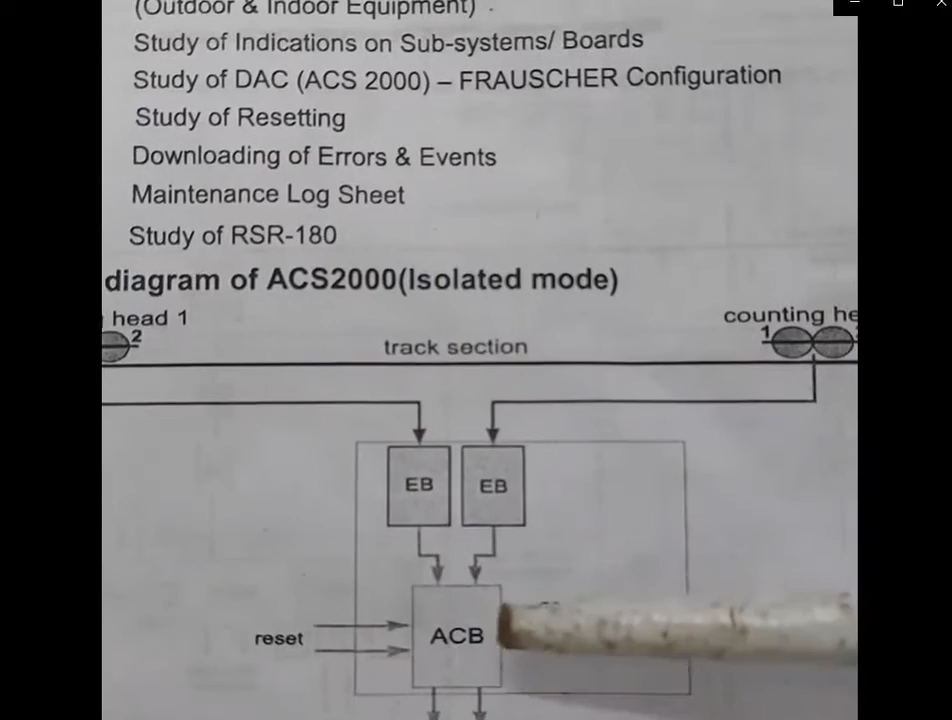 (Outdoor & Indoor Equipment) .
Study of Indications on Sub-systems/ Boards
Study of DAC (ACS 2000) – FRAUSCHER Configuration
Study of Resetting
Downloading of Errors & Events
Maintenance Log Sheet
Study of RSR-180
diagram of ACS2000(Isolated mode)
head 1
counting he
2
track section
1
EB
EB
reset
ACB